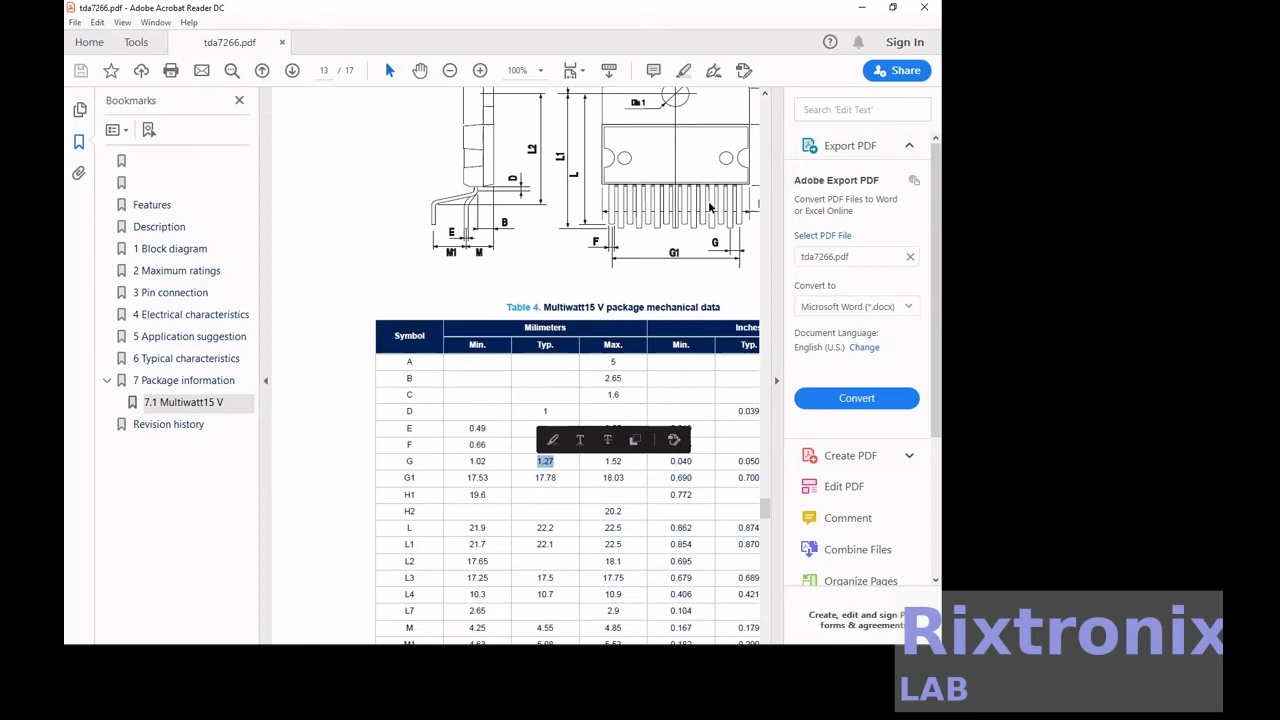 tda7266.pdf - Adobe Acrobat Reader DC
File Edit View Window Help
Home Tools tda7266.pdf × Sign In
13 / 17 100% Share
Bookmarks
Features
Description
1 Block diagram
2 Maximum ratings
3 Pin connection
4 Electrical characteristics
5 Application suggestion
6 Typical characteristics
7 Package information
7.1 Multiwatt15 V
Revision history
Dia 1
L2
L1
L
D
B
E
M1 M
F
G
G1
Table 4. Multiwatt15 V package mechanical data
Symbol Milimeters Inches
Min. Typ. Max. Min. Typ.
A 5
B 2.65
C 1.6
D 1 0.039
E 0.49
F 0.66
G 1.02 1.27 1.52 0.040 0.050
G1 17.53 17.78 18.03 0.690 0.700
H1 19.6 0.772
H2 20.2
L 21.9 22.2 22.5 0.862 0.874
L1 21.7 22.1 22.5 0.854 0.870
L2 17.65 18.1 0.695
L3 17.25 17.5 17.75 0.679 0.689
L4 10.3 10.7 10.9 0.406 0.421
L7 2.65 2.9 0.104
M 4.25 4.55 4.85 0.167 0.179
Search 'Edit Text'
Export PDF
Adobe Export PDF
Convert PDF Files to Word
or Excel Online
Select PDF File
tda7266.pdf
Convert to
Microsoft Word (*.docx)
Document Language:
English (U.S.) Change
Convert
Create PDF
Edit PDF
Comment
Combine Files
Organize Pages
Create, edit and sign
forms & agreements
Rixtronix
LAB